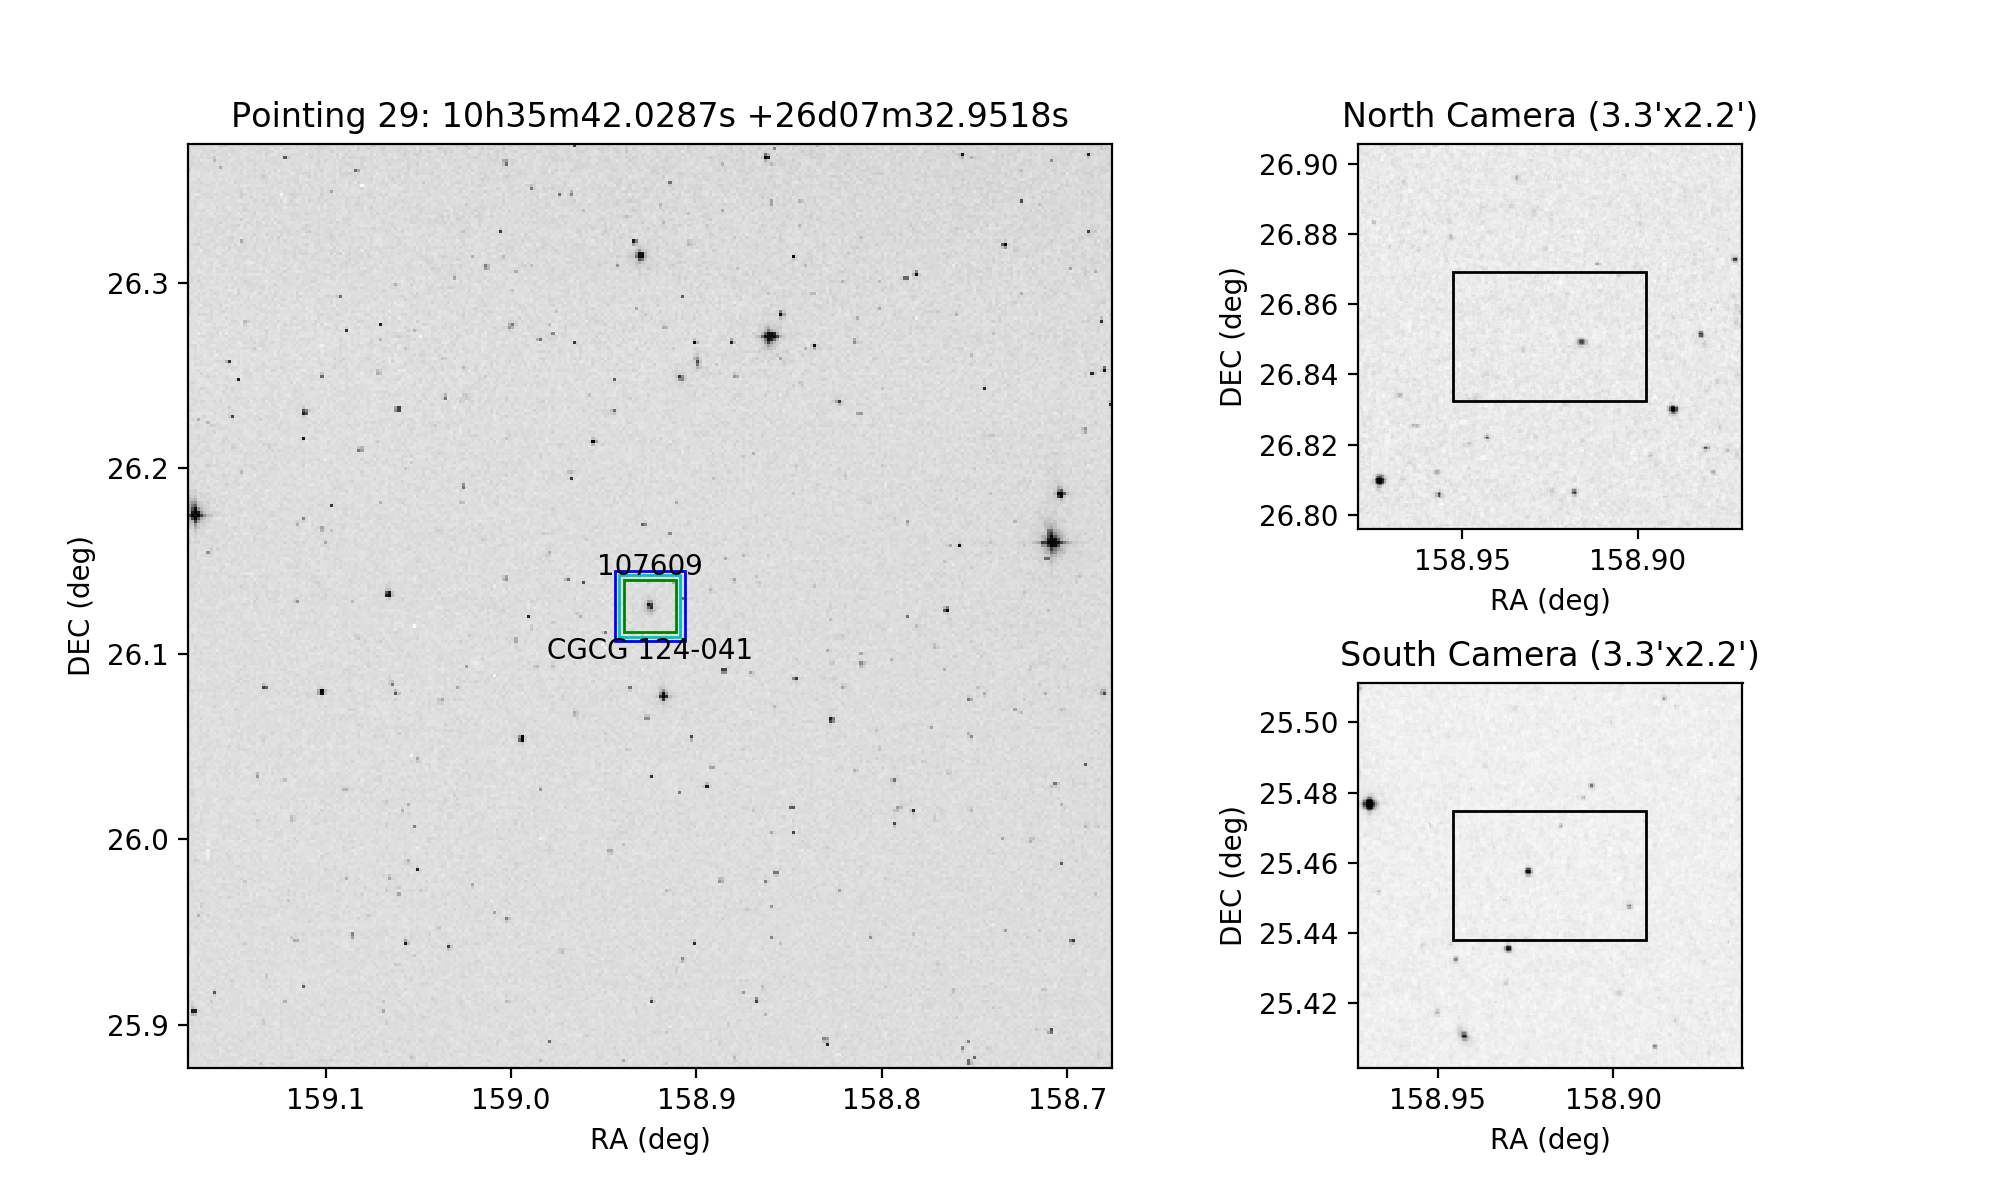 Pointing 29: 10h35m42.0287s +26d07m32.9518s
26.3
26.2
26.1
26.0
25.9
DEC (deg)
107609
CGCG 124-041
159.1 159.0 158.9 158.8 158.7
RA (deg)
North Camera (3.3'x2.2')
26.90
26.88
26.86
26.84
26.82
26.80
DEC (deg)
158.95 158.90
RA (deg)
South Camera (3.3'x2.2')
25.50
25.48
25.46
25.44
25.42
DEC (deg)
158.95 158.90
RA (deg)